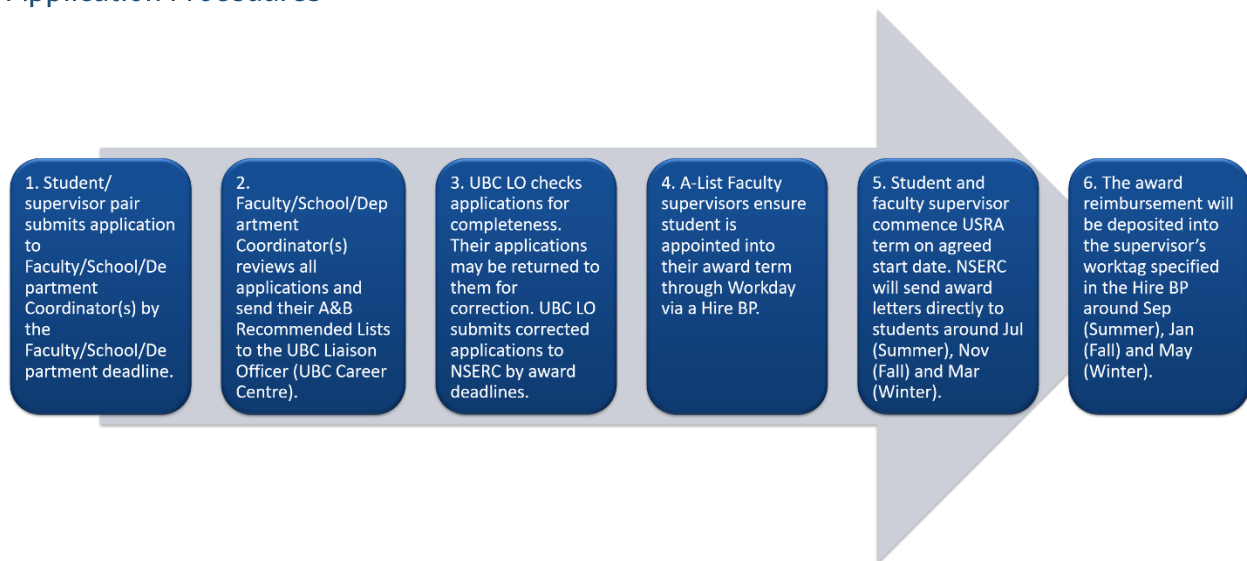 Application Procedures
1. Student/
supervisor pair
submits application
to
Faculty/School/De
partment
Coordinator(s) by
the
Faculty/School/De
partment deadline.
2.
Faculty/School/Dep
artment
Coordinator(s)
reviews all
applications and
send their A&B
Recommended Lists
to the UBC Liaison
Officer (UBC Career
Centre).
3. UBC LO checks
applications for
completeness.
Their applications
may be returned to
them for
correction. UBC LO
submits corrected
applications to
NSERC by award
deadlines.
4. A-List Faculty
supervisors ensure
student is
appointed into
their award term
through Workday
via a Hire BP.
5. Student and
faculty supervisor
commence USRA
term on agreed
start date. NSERC
will send award
letters directly to
students around Jul
(Summer), Nov
(Fall) and Mar
(Winter).
6. The award
reimbursement will
be deposited into
the supervisor’s
worktag specified
in the Hire BP
around Sep
(Summer), Jan
(Fall) and May
(Winter).